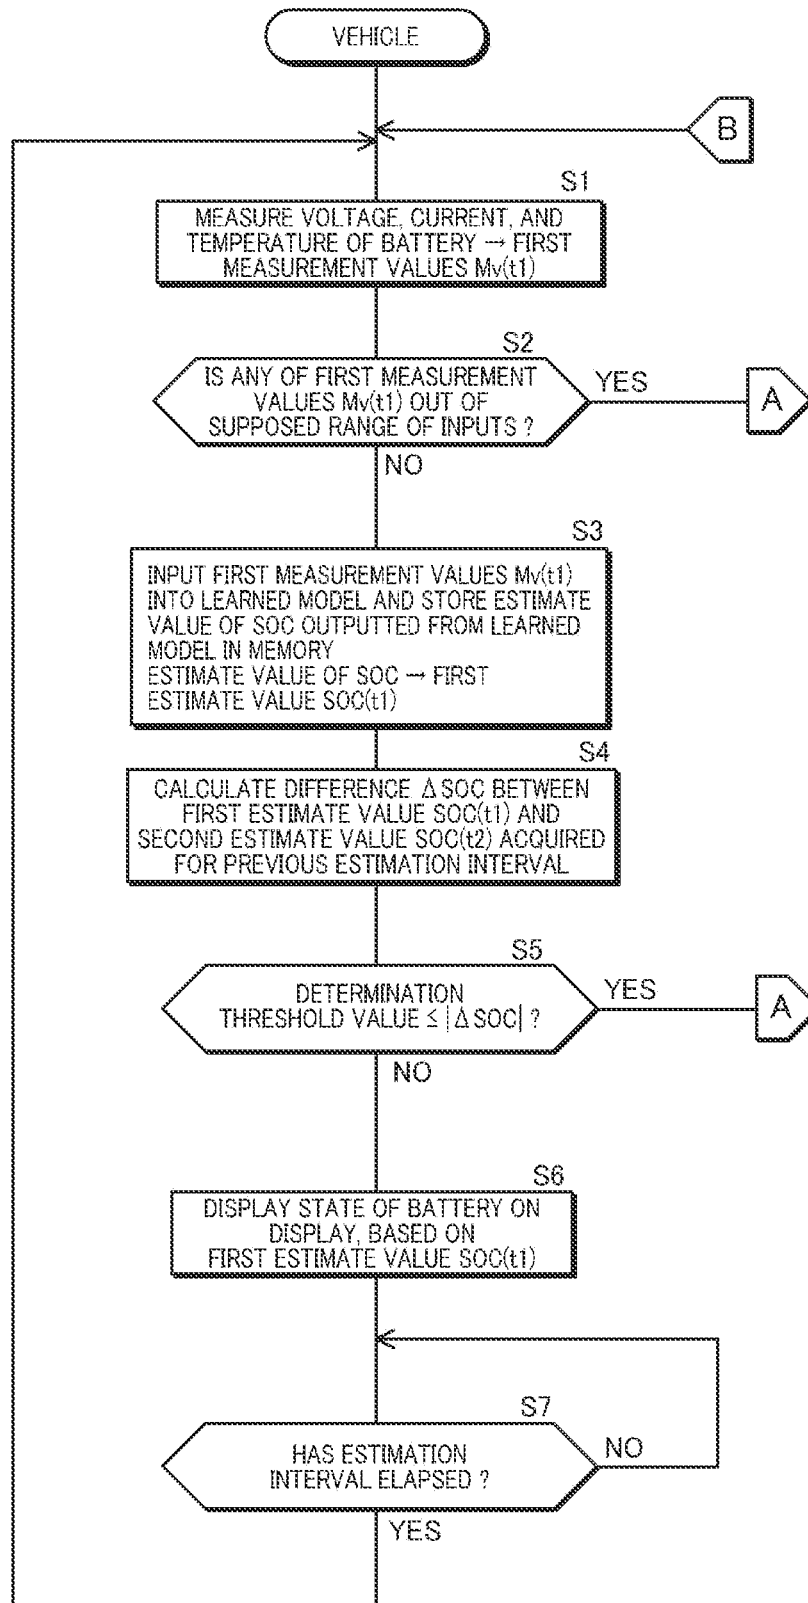 VEHICLE
B
S1
MEASURE VOLTAGE, CURRENT, AND
TEMPERATURE OF BATTERY → FIRST
MEASUREMENT VALUES Mv(t1)
S2
IS ANY OF FIRST MEASUREMENT
VALUES Mv(t1) OUT OF
SUPPOSED RANGE OF INPUTS ?
YES
A
NO
S3
INPUT FIRST MEASUREMENT VALUES Mv(t1)
INTO LEARNED MODEL AND STORE ESTIMATE
VALUE OF SOC OUTPUTTED FROM LEARNED
MODEL IN MEMORY
ESTIMATE VALUE OF SOC → FIRST
ESTIMATE VALUE SOC(t1)
S4
CALCULATE DIFFERENCE ΔSOC BETWEEN
FIRST ESTIMATE VALUE SOC(t1) AND
SECOND ESTIMATE VALUE SOC(t2) ACQUIRED
FOR PREVIOUS ESTIMATION INTERVAL
S5
DETERMINATION
THRESHOLD VALUE ≤ |ΔSOC| ?
YES
A
NO
S6
DISPLAY STATE OF BATTERY ON
DISPLAY, BASED ON
FIRST ESTIMATE VALUE SOC(t1)
S7
HAS ESTIMATION
INTERVAL ELAPSED ?
NO
YES